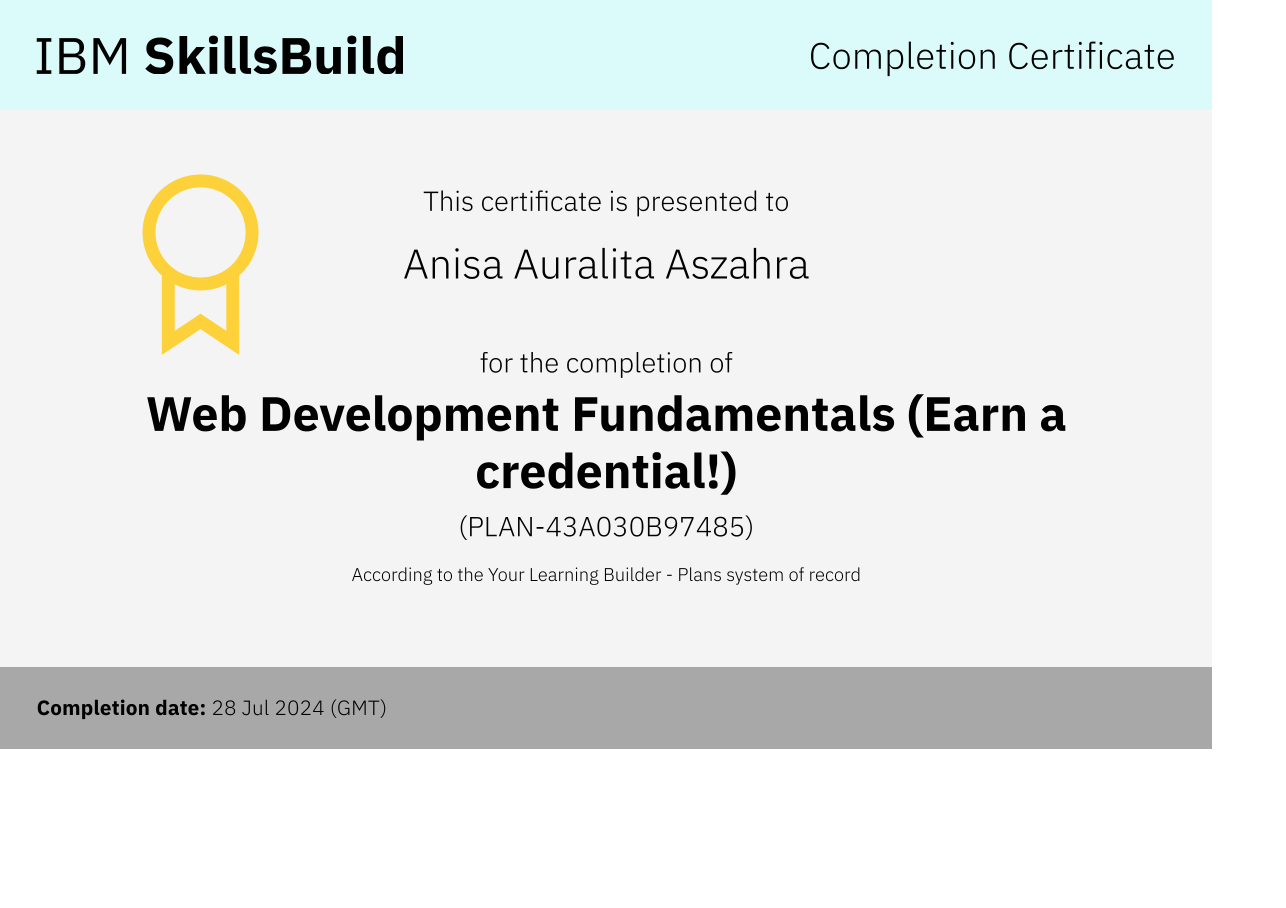 IBM SkillsBuild
Completion Certificate
This certificate is presented to
Anisa Auralita Aszahra
for the completion of
Web Development Fundamentals (Earn a
credential!)
(PLAN-43A030B97485)
According to the Your Learning Builder - Plans system of record
Completion date: 28 Jul 2024 (GMT)